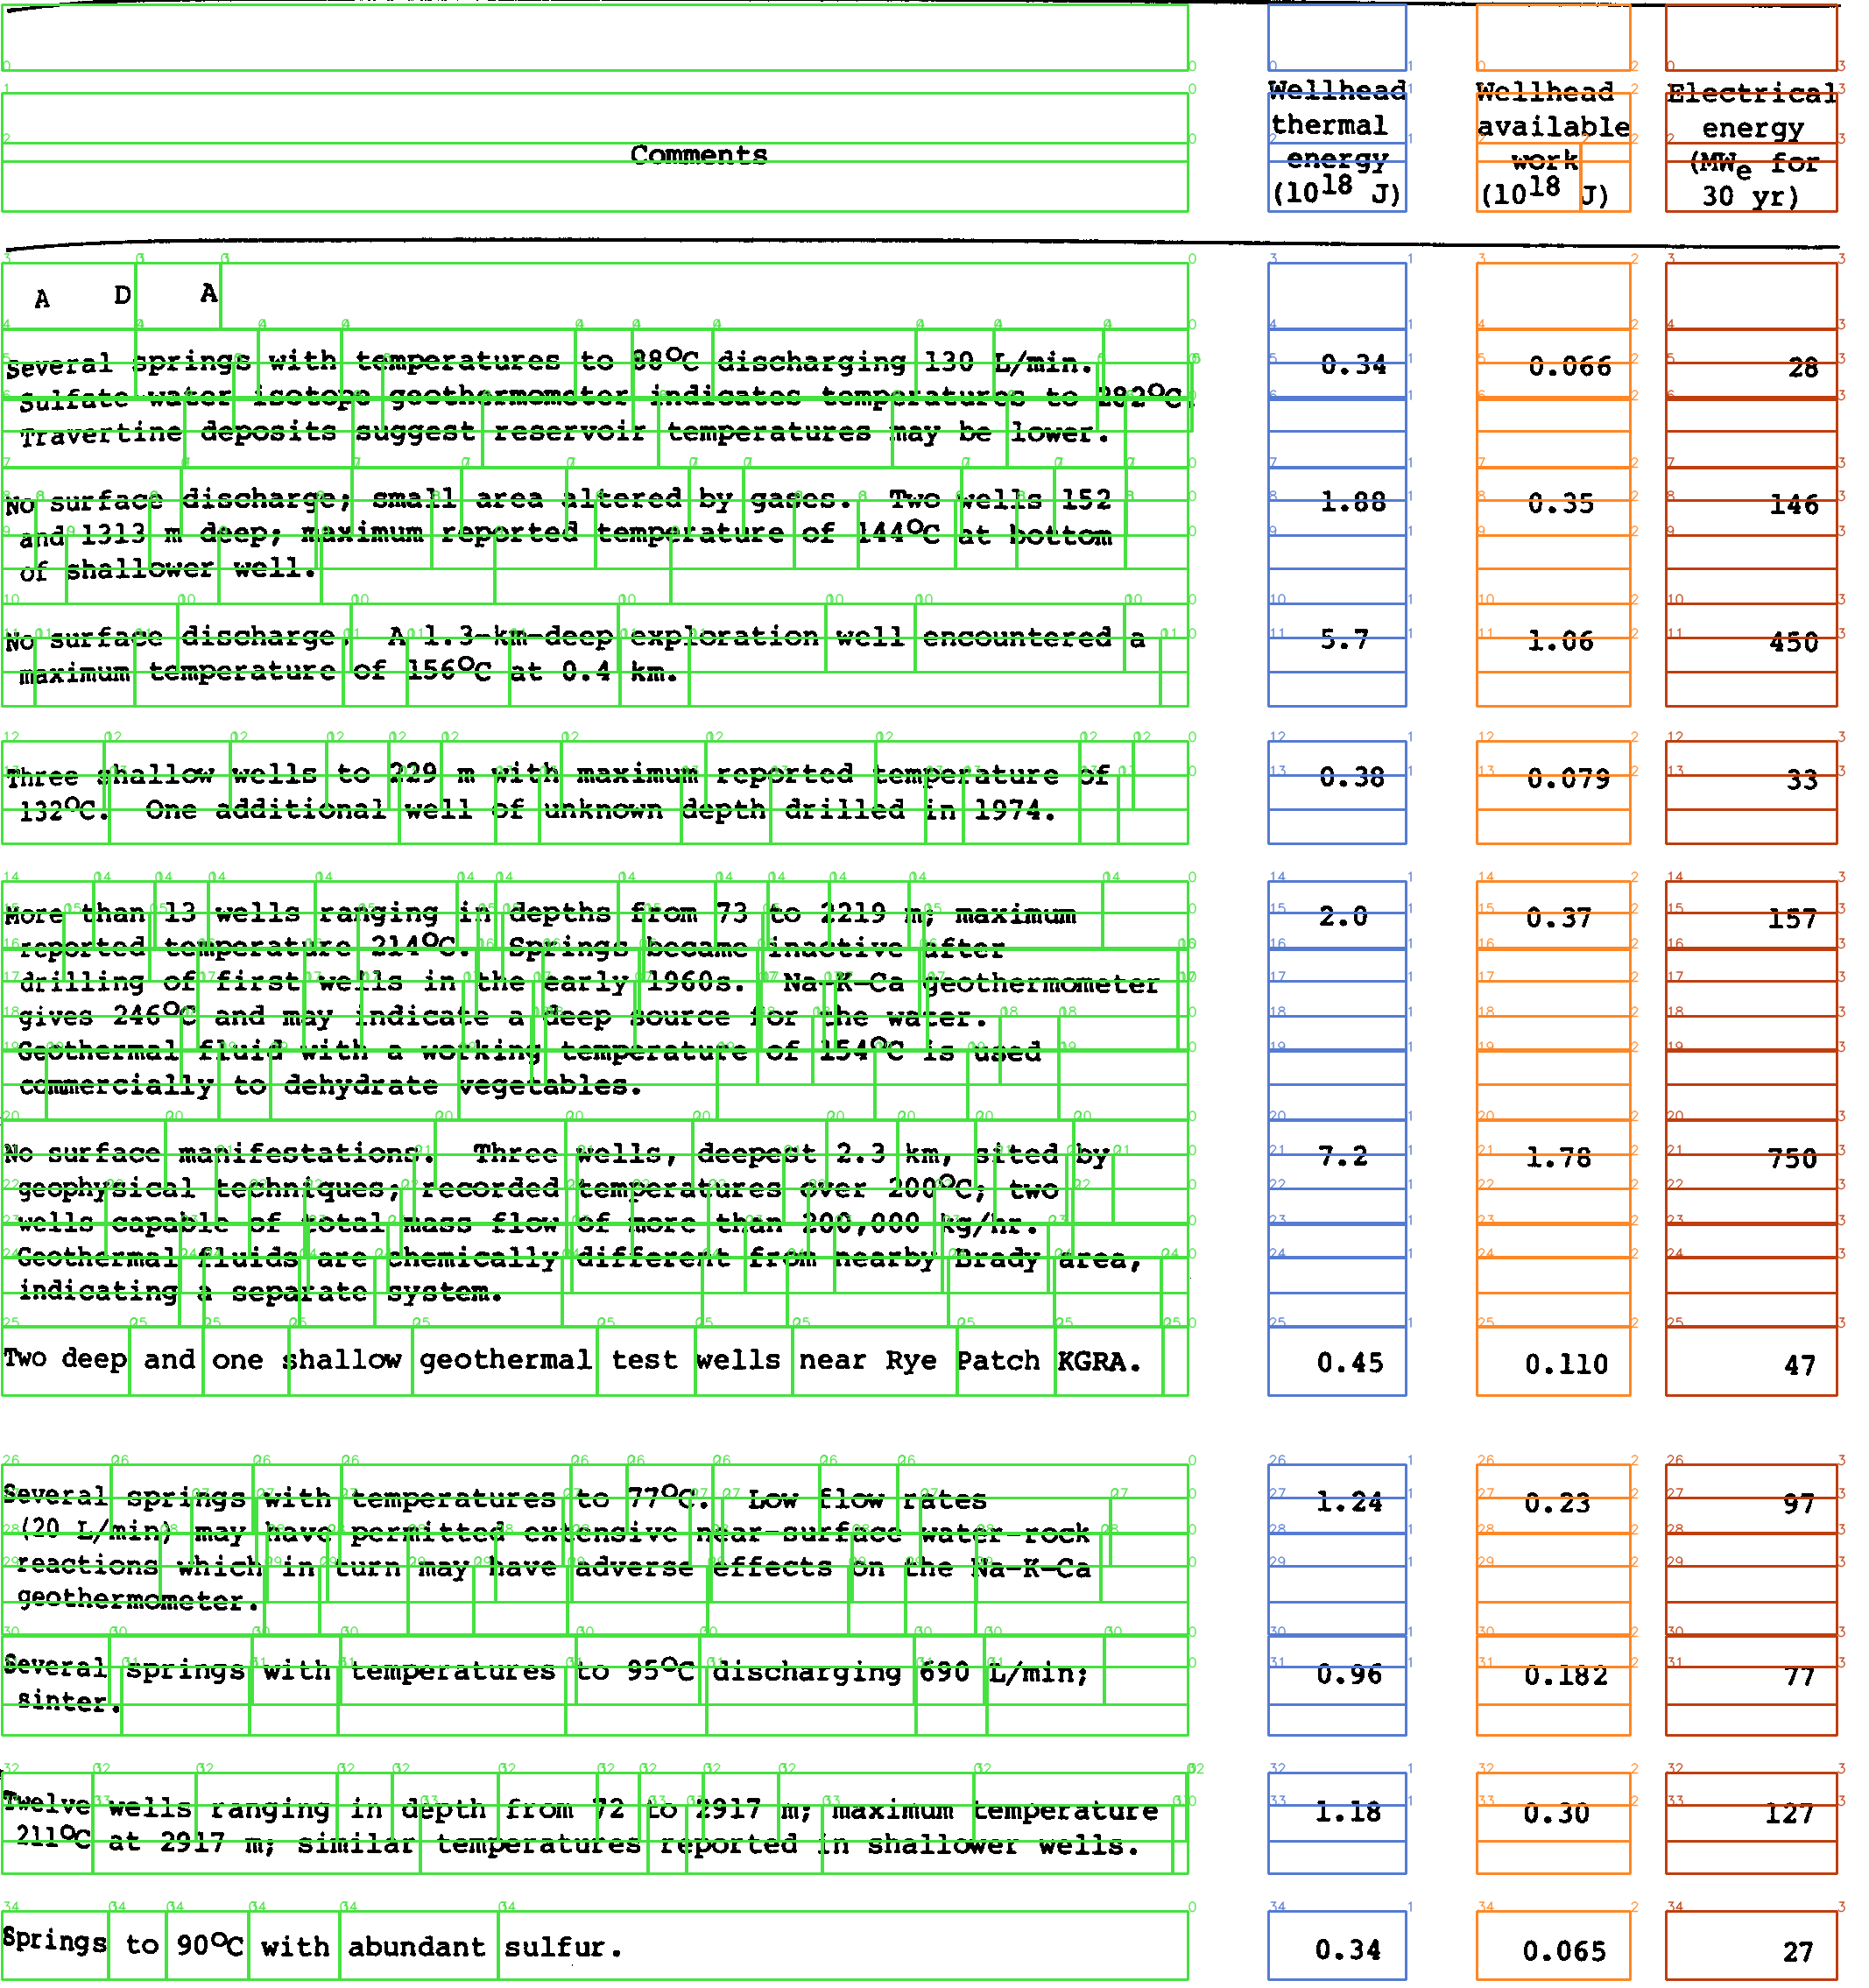 Wellhead Wellhead Electrical
thermal available energy
Comments energy work (MWe for
(10^18 J) (10^18 J) 30 yr)
A D A
Several springs with temperatures to 88°C discharging 130 L/min. 0.34 0.066 28
Sulfate water isotope geothermometer indicates temperatures to 282°C.
Travertine deposits suggest reservoir temperatures may be lower.
No surface discharge; small area altered by gases. Two wells 152 1.88 0.35 146
and 1313 m deep; maximum reported temperature of 144°C at bottom
of shallower well.
No surface discharge. A 1.3-km-deep exploration well encountered a 5.7 1.06 450
maximum temperature of 156°C at 0.4 km.
Three shallow wells to 229 m with maximum reported temperature of 0.38 0.079 33
132°C. One additional well of unknown depth drilled in 1974.
More than 13 wells ranging in depths from 73 to 2219 m; maximum 2.0 0.37 157
reported temperature 214°C. Springs became inactive after
drilling of first wells in the early 1960s. Na-K-Ca geothermometer
gives 246°C and may indicate a deep source for the water.
Geothermal fluid with a working temperature of 154°C is used
commercially to dehydrate vegetables.
No surface manifestations. Three wells, deepest 2.3 km, sited by 7.2 1.78 750
geophysical techniques, recorded temperatures over 200°C; two
wells capable of total mass flow of more than 200,000 kg/hr.
Geothermal fluids are chemically different from nearby Brady area,
indicating a separate system.
Two deep and one shallow geothermal test wells near Rye Patch KGRA. 0.45 0.110 47
Several springs with temperatures to 77°C. Low flow rates 1.24 0.23 97
(20 L/min) may have permitted extensive near-surface water-rock
reactions which in turn may have adverse effects on the Na-K-Ca
geothermometer.
Several springs with temperatures to 95°C discharging 690 L/min; 0.96 0.182 77
sinter.
Twelve wells ranging in depth from 72 to 2917 m; maximum temperature 1.18 0.30 127
211°C at 2917 m; similar temperatures reported in shallower wells.
Springs to 90°C with abundant sulfur. 0.34 0.065 27